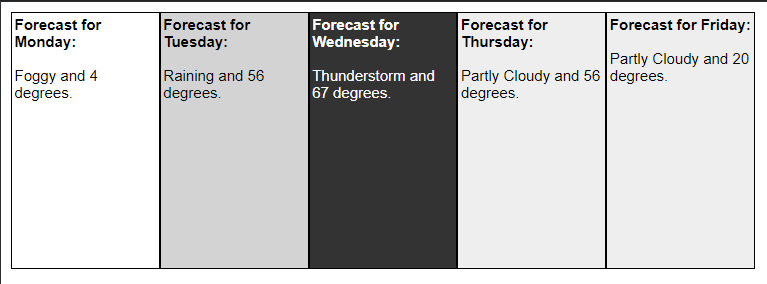 Forecast for
Monday:
Foggy and 4
degrees.
Forecast for
Tuesday:
Raining and 56
degrees.
Forecast for
Wednesday:
Thunderstorm and
67 degrees.
Forecast for
Thursday:
Partly Cloudy and 56
degrees.
Forecast for Friday:
Partly Cloudy and 20
degrees.